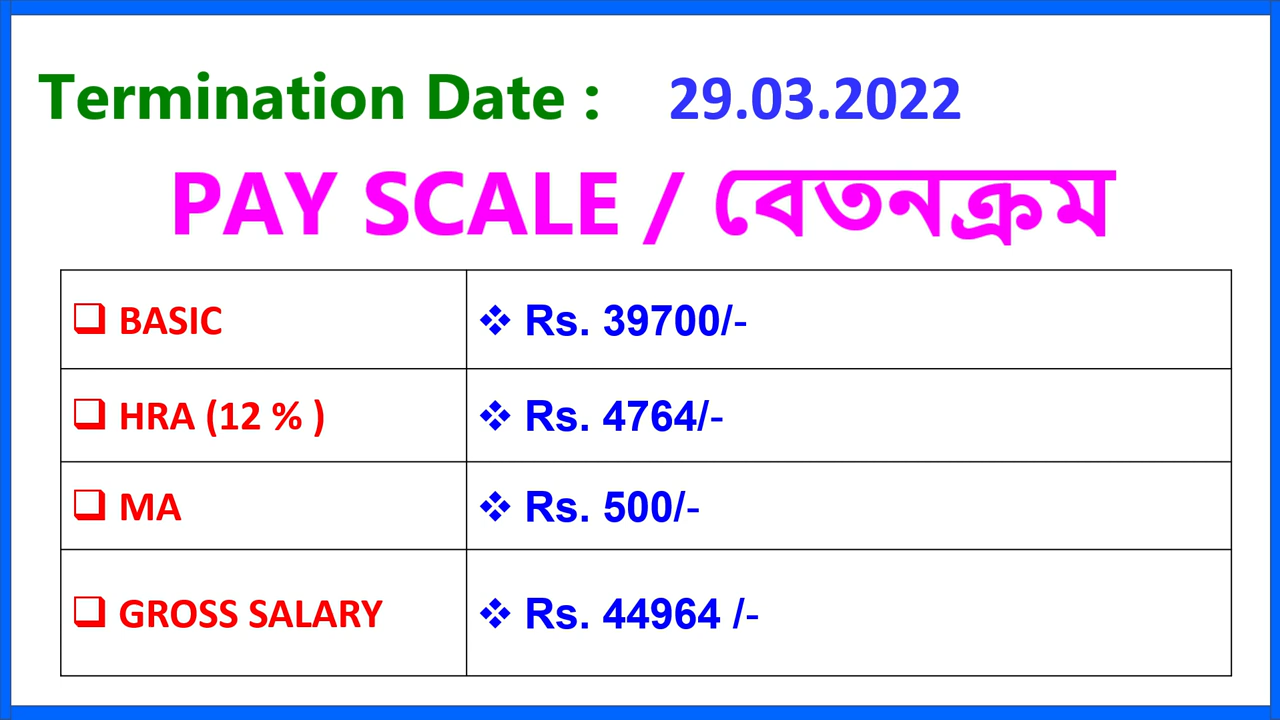 Termination Date : 29.03.2022
PAY SCALE / বেতনক্রম
❑ BASIC ❖ Rs. 39700/-
❑ HRA (12 % ) ❖ Rs. 4764/-
❑ MA ❖ Rs. 500/-
❑ GROSS SALARY ❖ Rs. 44964 /-